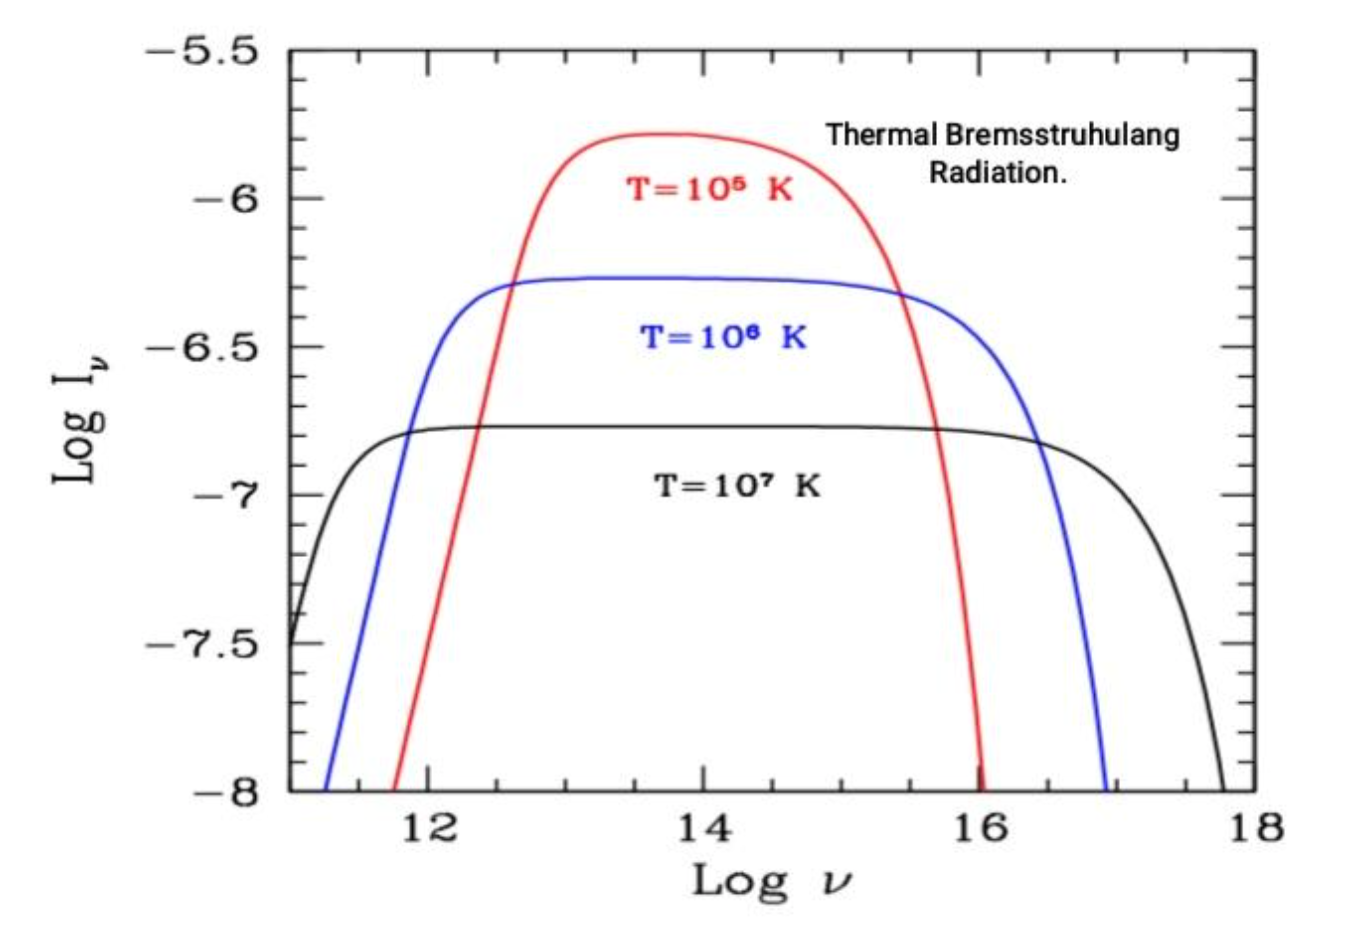 −5.5
Thermal Bremsstruhulang
Radiation.
T=10⁵ K
−6
T=10⁶ K
−6.5
Log Iν
T=10⁷ K
−7
−7.5
−8
12 14 16 18
Log ν